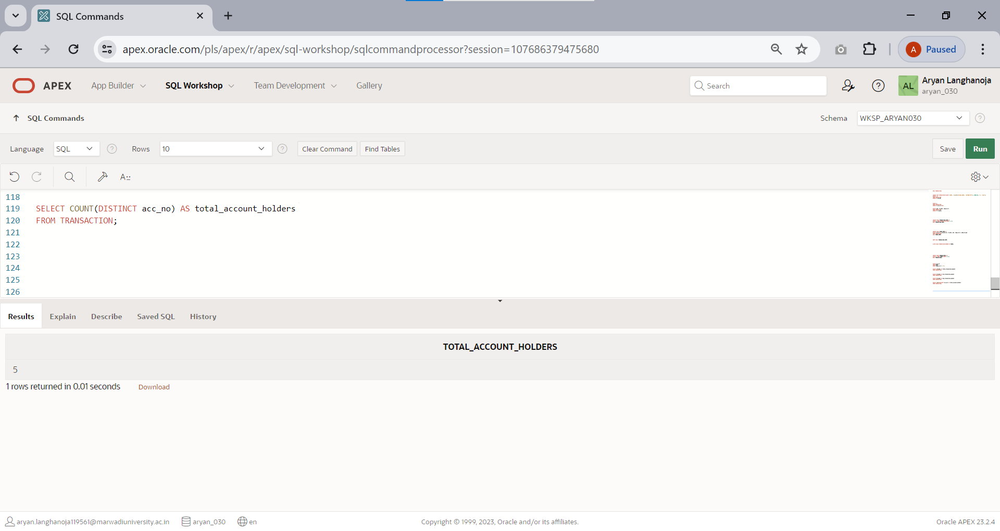 SQL Commands
apex.oracle.com/pls/apex/r/apex/sql-workshop/sqlcommandprocessor?session=107686379475680
A Paused
APEX App Builder SQL Workshop Team Development Gallery
Search
AL Aryan Langhanoja
aryan_030
SQL Commands
Schema WKSP_ARYAN030
Language SQL Rows 10 Clear Command Find Tables Save Run
118
119 SELECT COUNT(DISTINCT acc_no) AS total_account_holders
120 FROM TRANSACTION;
121
122
123
124
125
126
Results Explain Describe Saved SQL History
TOTAL_ACCOUNT_HOLDERS
5
1 rows returned in 0.01 seconds Download
aryan.langhanoja119561@marwadiuniversity.ac.in aryan_030 en Copyright © 1999, 2023, Oracle and/or its affiliates. Oracle APEX 23.2.4